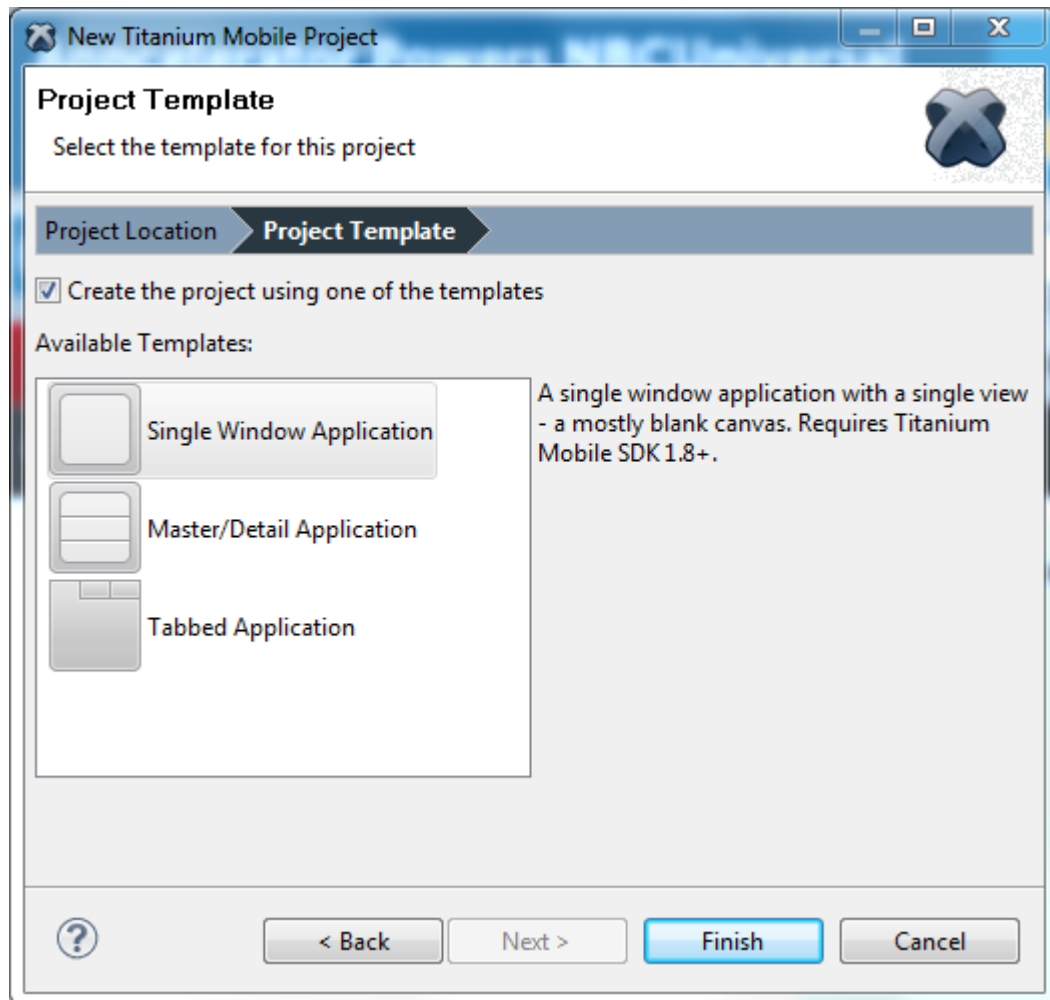 New Titanium Mobile Project
Project Template
Select the template for this project
Project Location
Project Template
Create the project using one of the templates
Available Templates:
Single Window Application
Master/Detail Application
Tabbed Application
A single window application with a single view
- a mostly blank canvas. Requires Titanium
Mobile SDK 1.8+.
?
< Back
Next >
Finish
Cancel